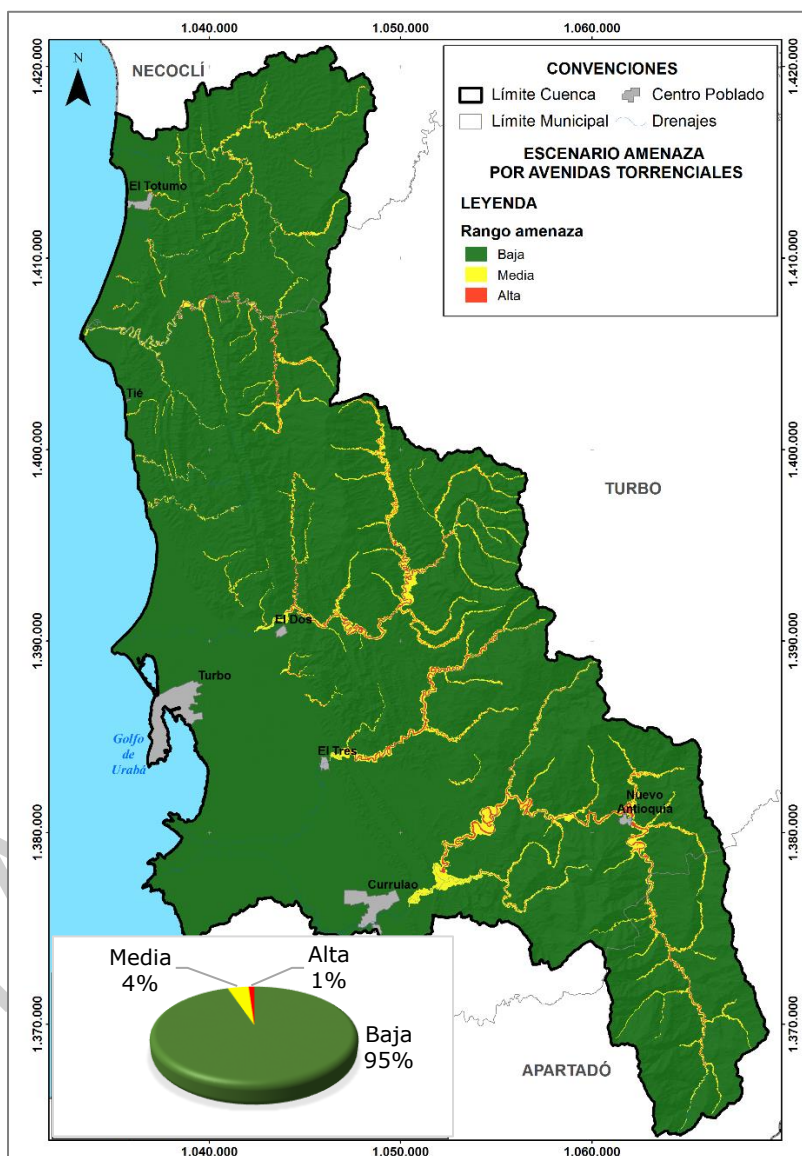 1.040.000 1.050.000 1.060.000
1.420.000 1.420.000
N
NECOCLÍ
CONVENCIONES
Límite Cuenca Centro Poblado
Límite Municipal Drenajes
ESCENARIO AMENAZA
POR AVENIDAS TORRENCIALES
LEYENDA
Rango amenaza
Baja
Media
Alta
El Totumo
1.410.000 1.410.000
Tié
1.400.000 1.400.000
TURBO
1.390.000 1.390.000
El Dos
Turbo
Golfo
de
Urabá
El Tres
Nuevo
Antioquia
1.380.000 1.380.000
Currulao
Media
4%
Alta
1%
Baja
95%
1.370.000 1.370.000
APARTADÓ
1.040.000 1.050.000 1.060.000